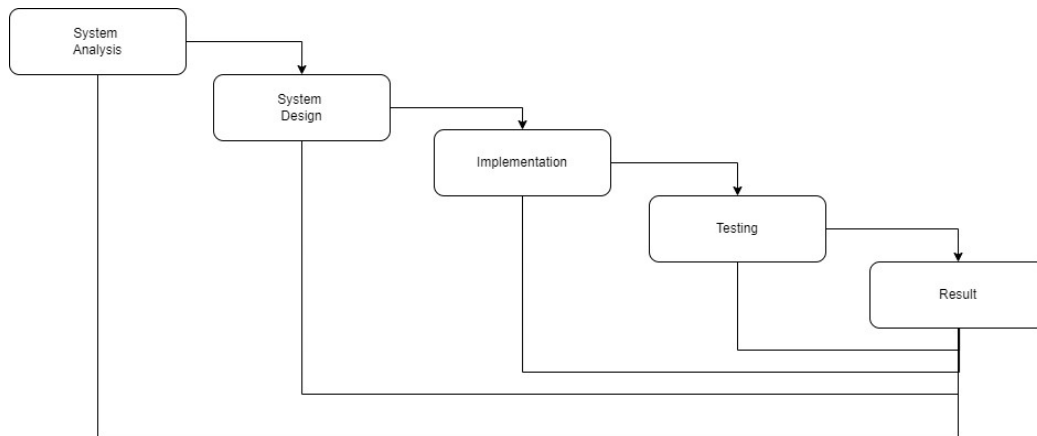 System
Analysis
System
Design
Implementation
Testing
Result